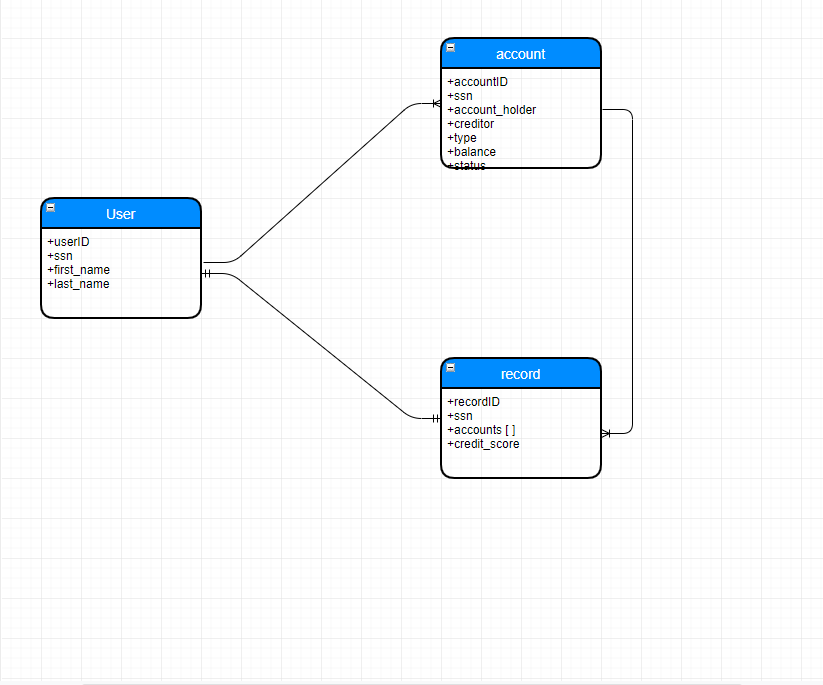 account
+accountID
+ssn
+account_holder
+creditor
+type
+balance
+status
User
+userID
+ssn
+first_name
+last_name
record
+recordID
+ssn
+accounts [ ]
+credit_score